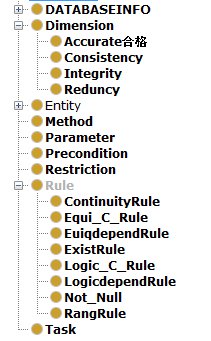 DATABASEINFO
Dimension
Accurate合格
Consistency
Integrity
Reduncy
Entity
Method
Parameter
Precondition
Restriction
Rule
ContinuityRule
Equi_C_Rule
EuiqdependRule
ExistRule
Logic_C_Rule
LogicdependRule
Not_Null
RangRule
Task